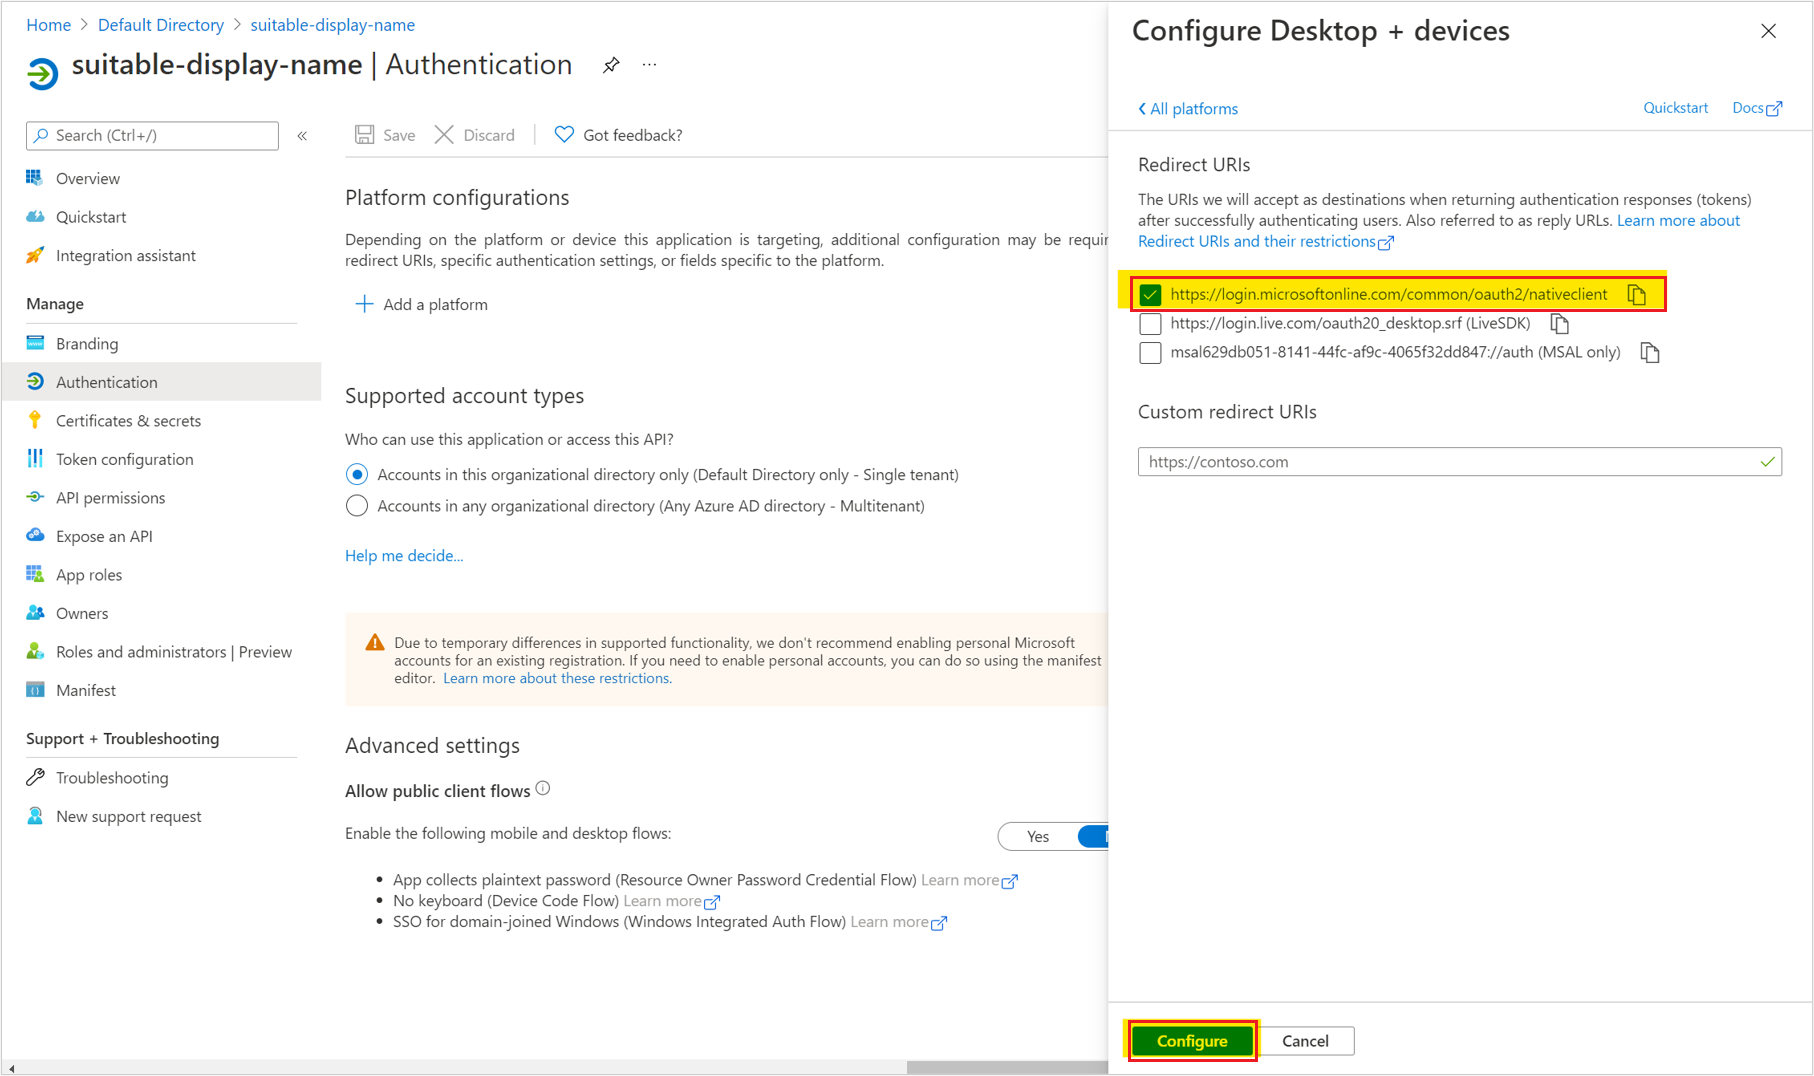 Home > Default Directory > suitable-display-name
suitable-display-name | Authentication
Search (Ctrl+/)
«
Overview
Quickstart
Integration assistant
Manage
Branding
Authentication
Certificates & secrets
Token configuration
API permissions
Expose an API
App roles
Owners
Roles and administrators | Preview
Manifest
Support + Troubleshooting
Troubleshooting
New support request
Save Discard Got feedback?
Platform configurations
Depending on the platform or device this application is targeting, additional configuration may be requir
redirect URIs, specific authentication settings, or fields specific to the platform.
Add a platform
Supported account types
Who can use this application or access this API?
Accounts in this organizational directory only (Default Directory only - Single tenant)
Accounts in any organizational directory (Any Azure AD directory - Multitenant)
Help me decide...
Due to temporary differences in supported functionality, we don't recommend enabling personal Microsoft
accounts for an existing registration. If you need to enable personal accounts, you can do so using the manifest
editor. Learn more about these restrictions.
Advanced settings
Allow public client flows
Enable the following mobile and desktop flows:
Yes
• App collects plaintext password (Resource Owner Password Credential Flow) Learn more
• No keyboard (Device Code Flow) Learn more
• SSO for domain-joined Windows (Windows Integrated Auth Flow) Learn more
Configure Desktop + devices
All platforms
Quickstart Docs
Redirect URIs
The URIs we will accept as destinations when returning authentication responses (tokens)
after successfully authenticating users. Also referred to as reply URLs. Learn more about
Redirect URIs and their restrictions
https://login.microsoftonline.com/common/oauth2/nativeclient
https://login.live.com/oauth20_desktop.srf (LiveSDK)
msal629db051-8141-44fc-af9c-4065f32dd847://auth (MSAL only)
Custom redirect URIs
https://contoso.com
Configure Cancel